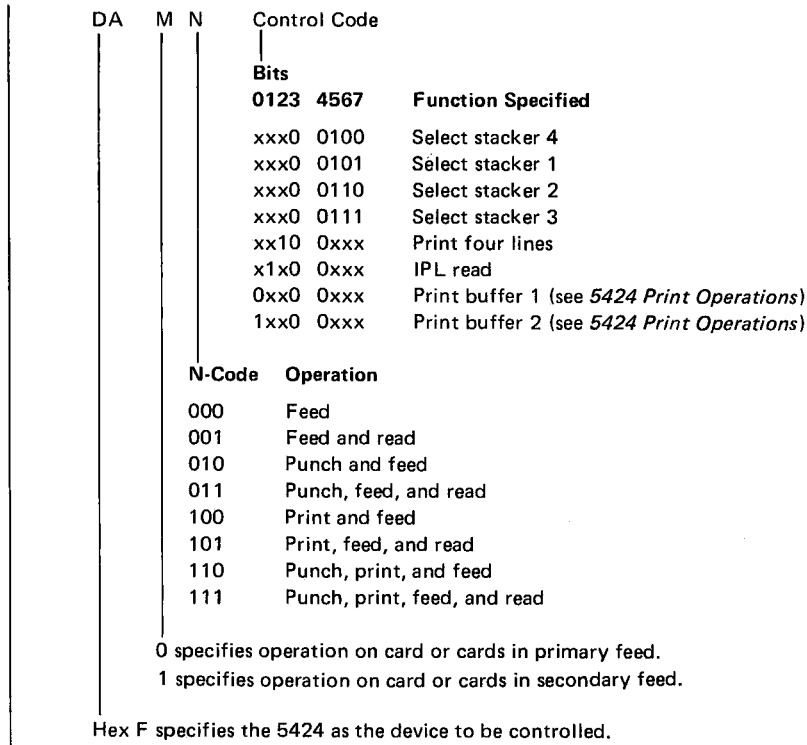 DA M N Control Code
Bits
0123 4567 Function Specified
xxx0 0100 Select stacker 4
xxx0 0101 Select stacker 1
xxx0 0110 Select stacker 2
xxx0 0111 Select stacker 3
xx10 0xxx Print four lines
x1x0 0xxx IPL read
0xx0 0xxx Print buffer 1 (see 5424 Print Operations)
1xx0 0xxx Print buffer 2 (see 5424 Print Operations)
N-Code Operation
000 Feed
001 Feed and read
010 Punch and feed
011 Punch, feed, and read
100 Print and feed
101 Print, feed, and read
110 Punch, print, and feed
111 Punch, print, feed, and read
0 specifies operation on card or cards in primary feed.
1 specifies operation on card or cards in secondary feed.
Hex F specifies the 5424 as the device to be controlled.